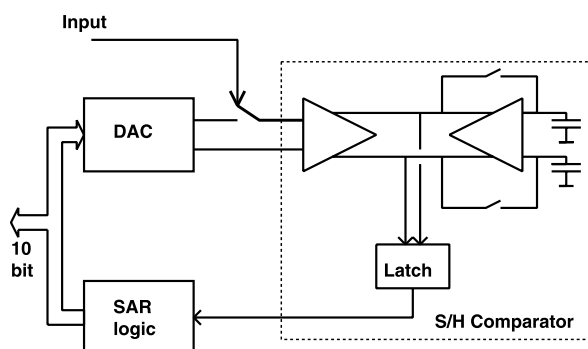 Input
DAC
10
bit
Latch
SAR
logic
S/H Comparator